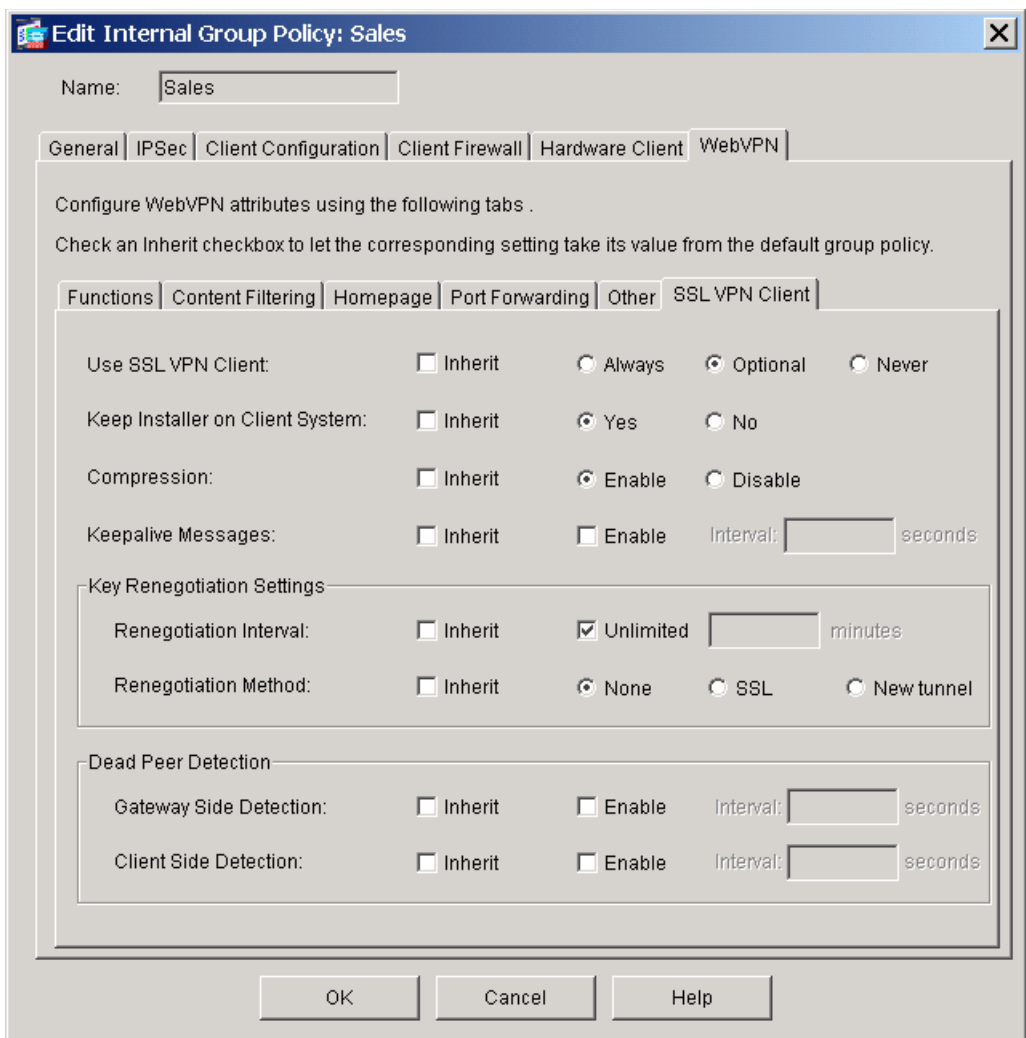 Edit Internal Group Policy: Sales
Name: Sales
General IPSec Client Configuration Client Firewall Hardware Client WebVPN
Configure WebVPN attributes using the following tabs .
Check an Inherit checkbox to let the corresponding setting take its value from the default group policy.
Functions Content Filtering Homepage Port Forwarding Other SSL VPN Client
Use SSL VPN Client: Inherit Always Optional Never
Keep Installer on Client System: Inherit Yes No
Compression: Inherit Enable Disable
Keepalive Messages: Inherit Enable Interval: seconds
Key Renegotiation Settings
Renegotiation Interval: Inherit Unlimited minutes
Renegotiation Method: Inherit None SSL New tunnel
Dead Peer Detection
Gateway Side Detection: Inherit Enable Interval: seconds
Client Side Detection: Inherit Enable Interval: seconds
OK Cancel Help